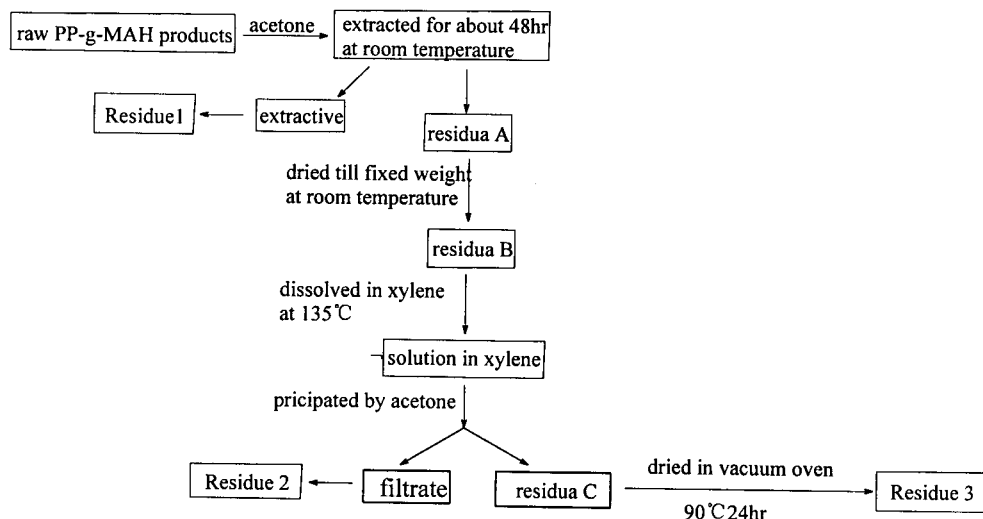 raw PP-g-MAH products
acetone
extracted for about 48hr
at room temperature
Residue1
extractive
residua A
dried till fixed weight
at room temperature
residua B
dissolved in xylene
at 135℃
solution in xylene
pricipated by acetone
Residue 2
filtrate
residua C
dried in vacuum oven
90℃24hr
Residue 3